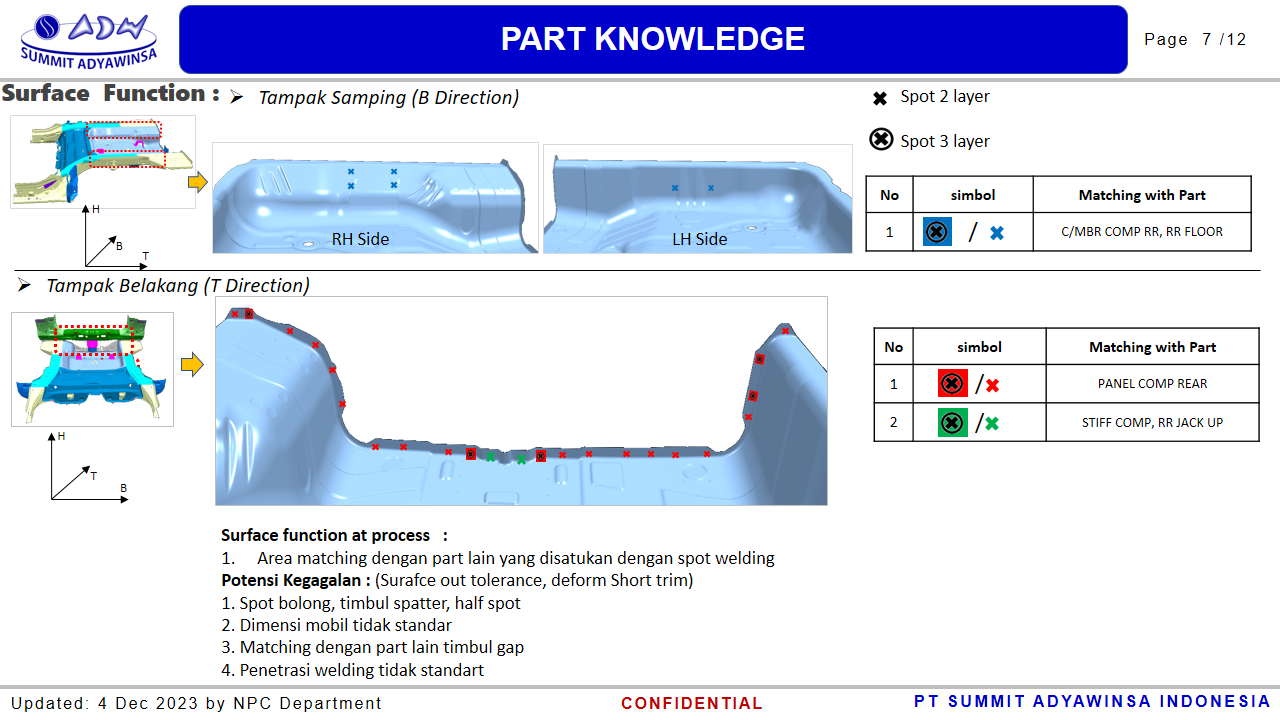 ADW
SUMMIT ADYAWINSA
PART KNOWLEDGE
Page 7 /12
Surface Function :
➢ Tampak Samping (B Direction)
Spot 2 layer
Spot 3 layer
H
B
T
RH Side
LH Side
No simbol Matching with Part
1 / C/MBR COMP RR, RR FLOOR
➢ Tampak Belakang (T Direction)
H
T
B
No simbol Matching with Part
1 / PANEL COMP REAR
2 / STIFF COMP, RR JACK UP
Surface function at process :
1. Area matching dengan part lain yang disatukan dengan spot welding
Potensi Kegagalan : (Surafce out tolerance, deform Short trim)
1. Spot bolong, timbul spatter, half spot
2. Dimensi mobil tidak standar
3. Matching dengan part lain timbul gap
4. Penetrasi welding tidak standart
Updated: 4 Dec 2023 by NPC Department
CONFIDENTIAL
PT SUMMIT ADYAWINSA INDONESIA